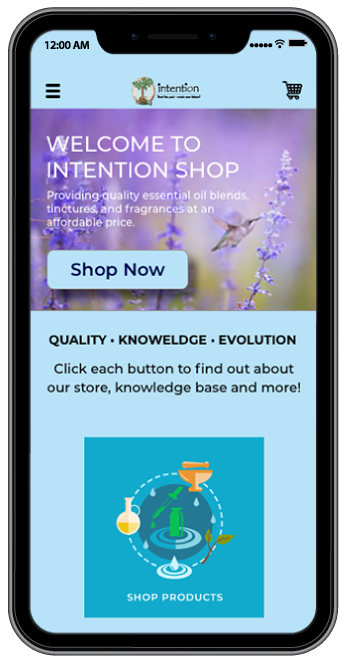 12:00 AM
intention
WELCOME TO
INTENTION SHOP
Providing quality essential oil blends,
tinctures, and fragrances at an
affordable price.
Shop Now
QUALITY • KNOWELDGE • EVOLUTION
Click each button to find out about
our store, knowledge base and more!
SHOP PRODUCTS